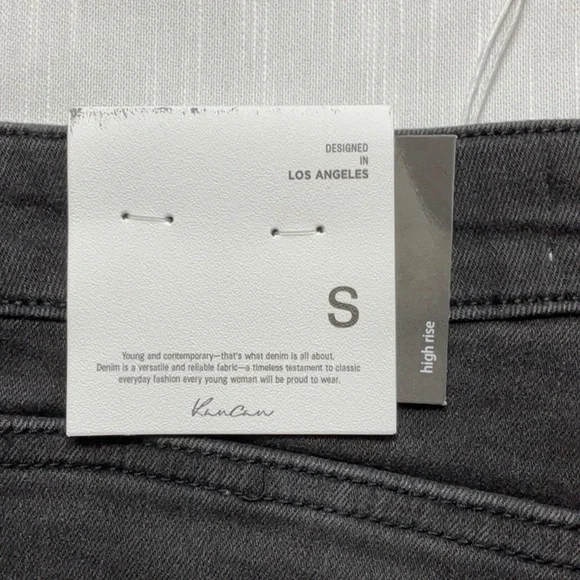 DESIGNED
IN
LOS ANGELES
S
high rise
Young and contemporary—that's what denim is all about.
Denim is a versatile and reliable fabric—a timeless testament to classic
everyday fashion every young woman will be proud to wear.
KanCan